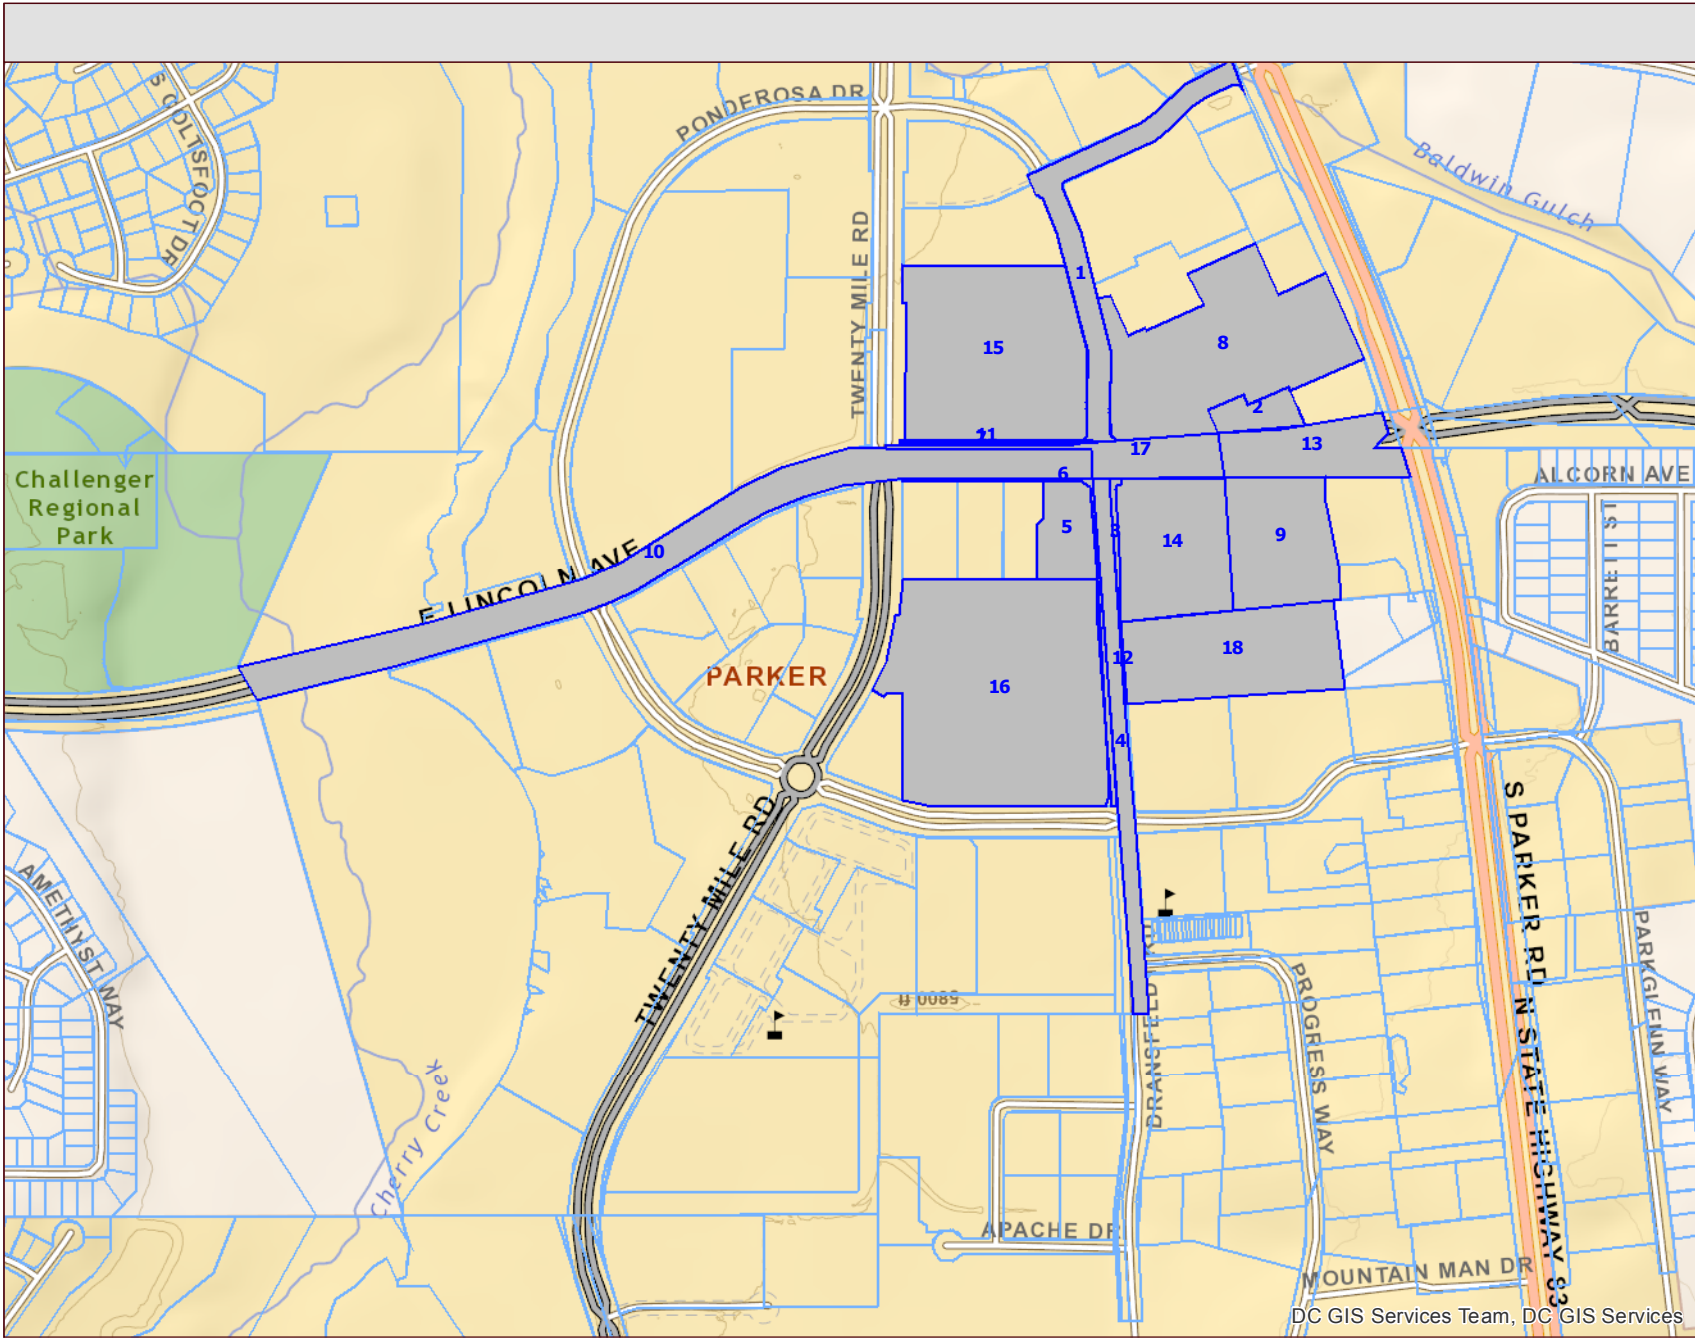 S COLTSFOOT DR
PONDEROSA DR
Baldwin Gulch
TWENTY MILE RD
1
15
8
2
11
17
13
6
Challenger
Regional
Park
ALCORN AVE
5
3
14
9
10
E LINCOLN AVE
BARRETT ST
12
18
PARKER
16
4
TWENTY MILE RD
S PARKER RD
N STATE HIGHWAY 83
AMETHYST WAY
PARKGLENN WAY
PROGRESS WAY
5800 ft
DRANSFELDT RD
Cherry Creek
APACHE DR
MOUNTAIN MAN DR
DC GIS Services Team, DC GIS Services